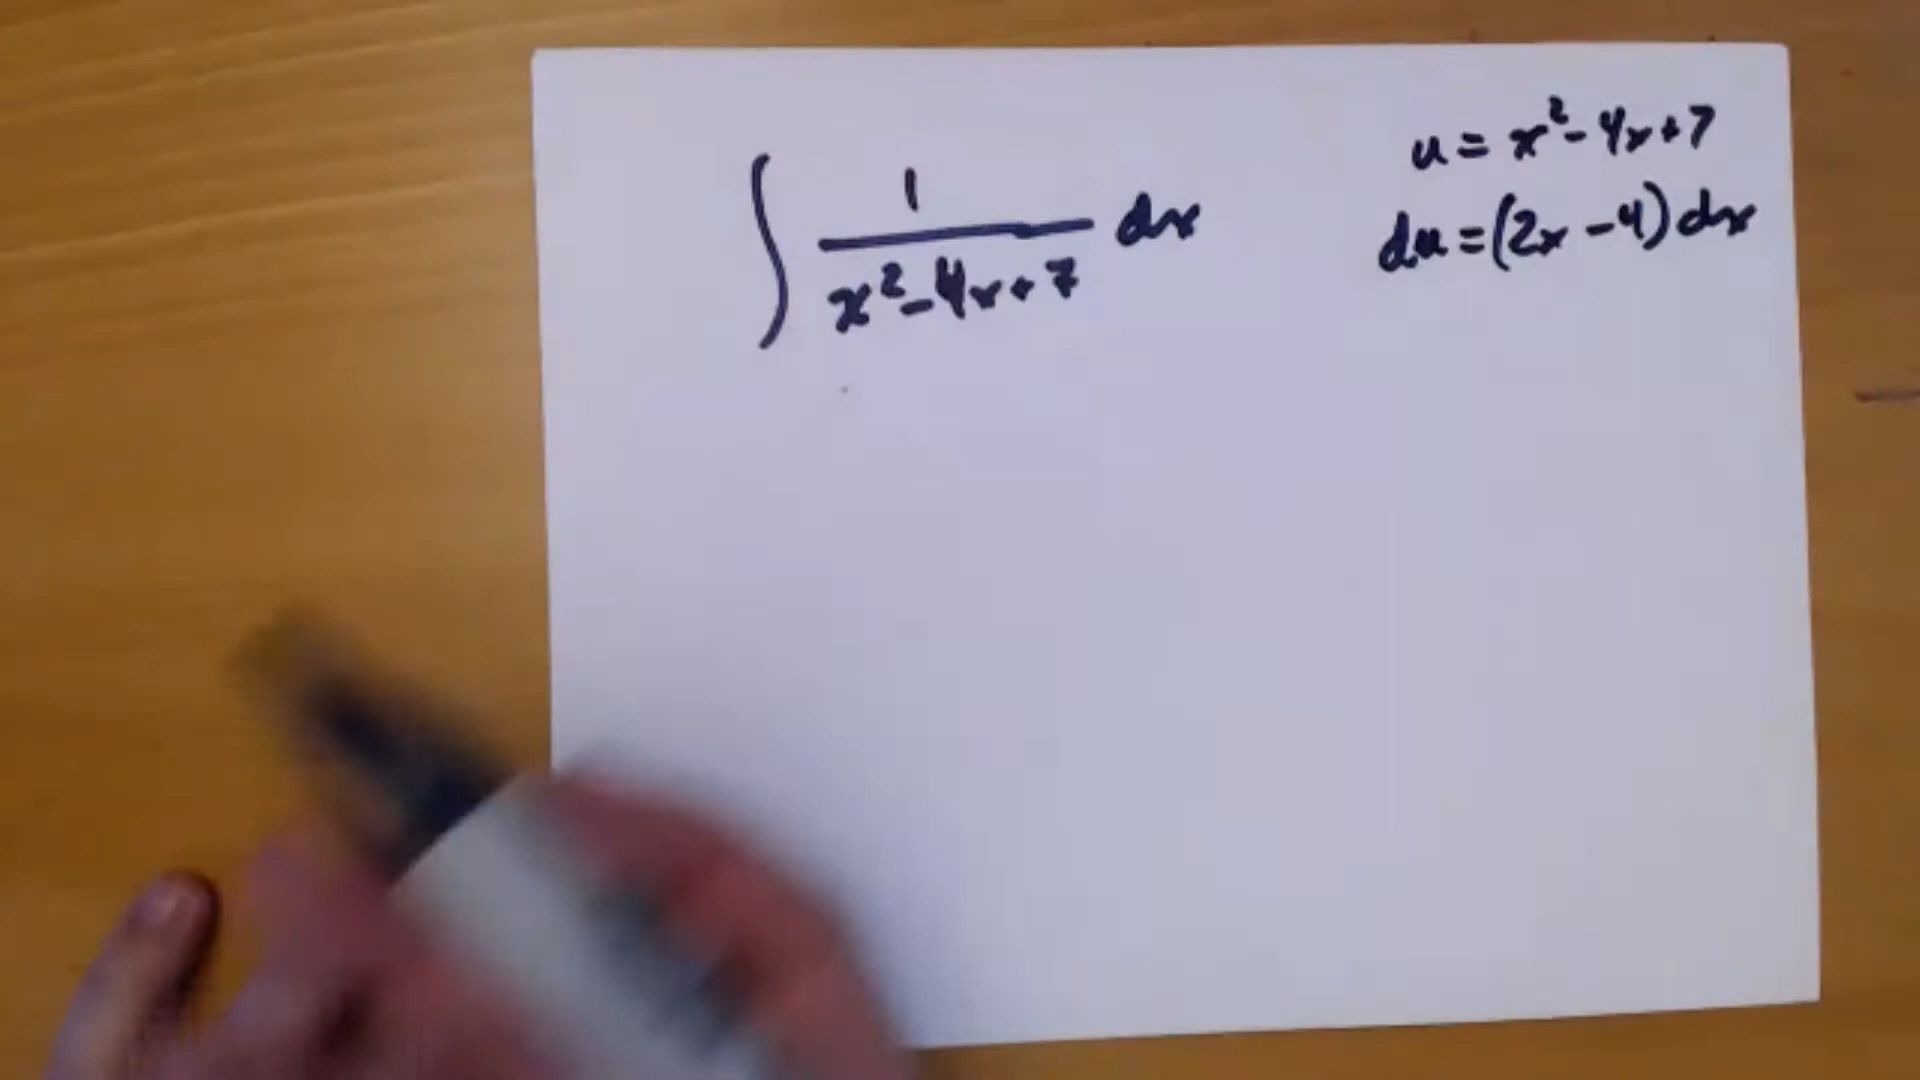 ∫ 1/(x²-4x+7) dx
u = x²-4x+7
du = (2x-4)dx